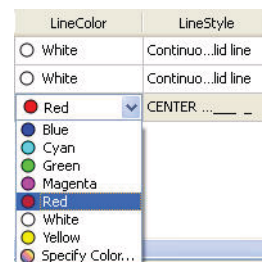 LineColor LineStyle
White Continuo...lid line
White Continuo...lid line
Red CENTER ...___ _
Blue
Cyan
Green
Magenta
Red
White
Yellow
Specify Color...